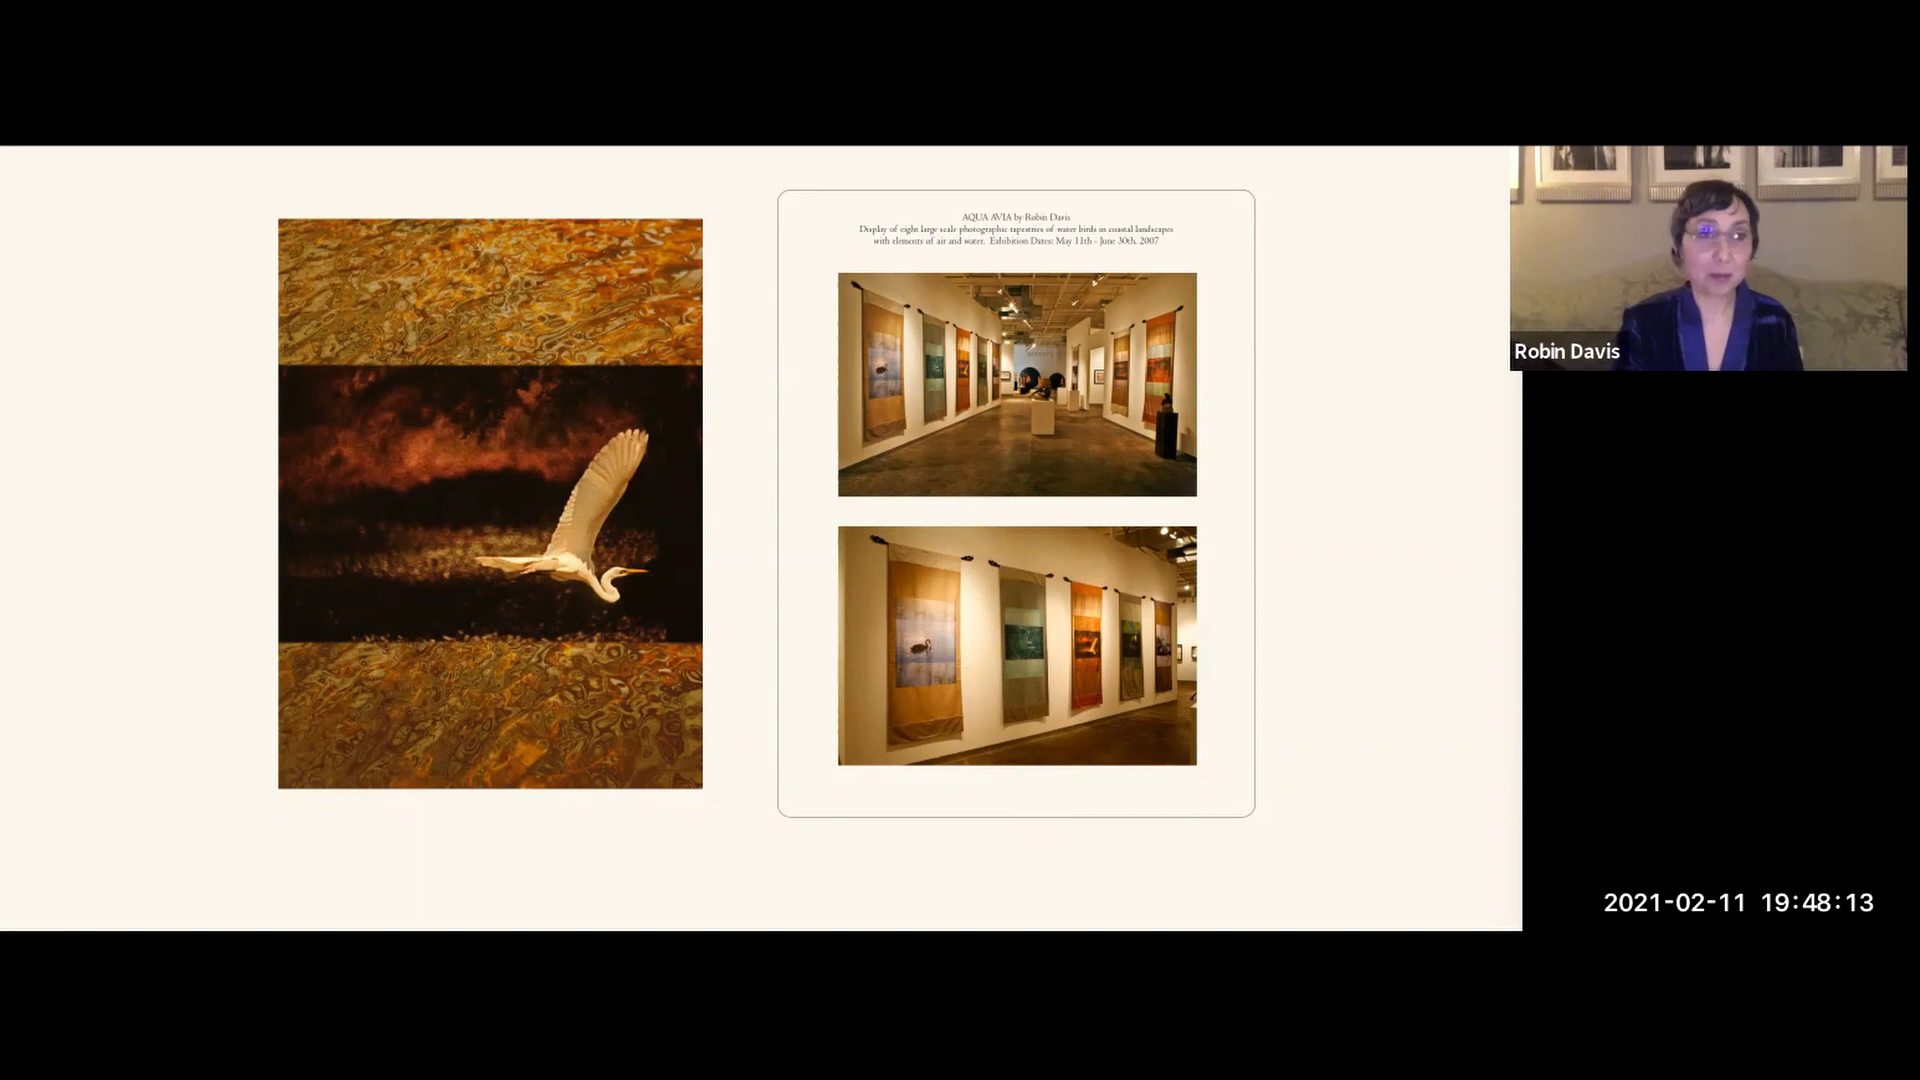 AQUA AVIA by Robin Davis
Display of eight large scale photographic tapestries of water birds in coastal landscapes
with elements of air and water. Exhibition Dates: May 11th - June 30th, 2007
Robin Davis
2021-02-11 19:48:13